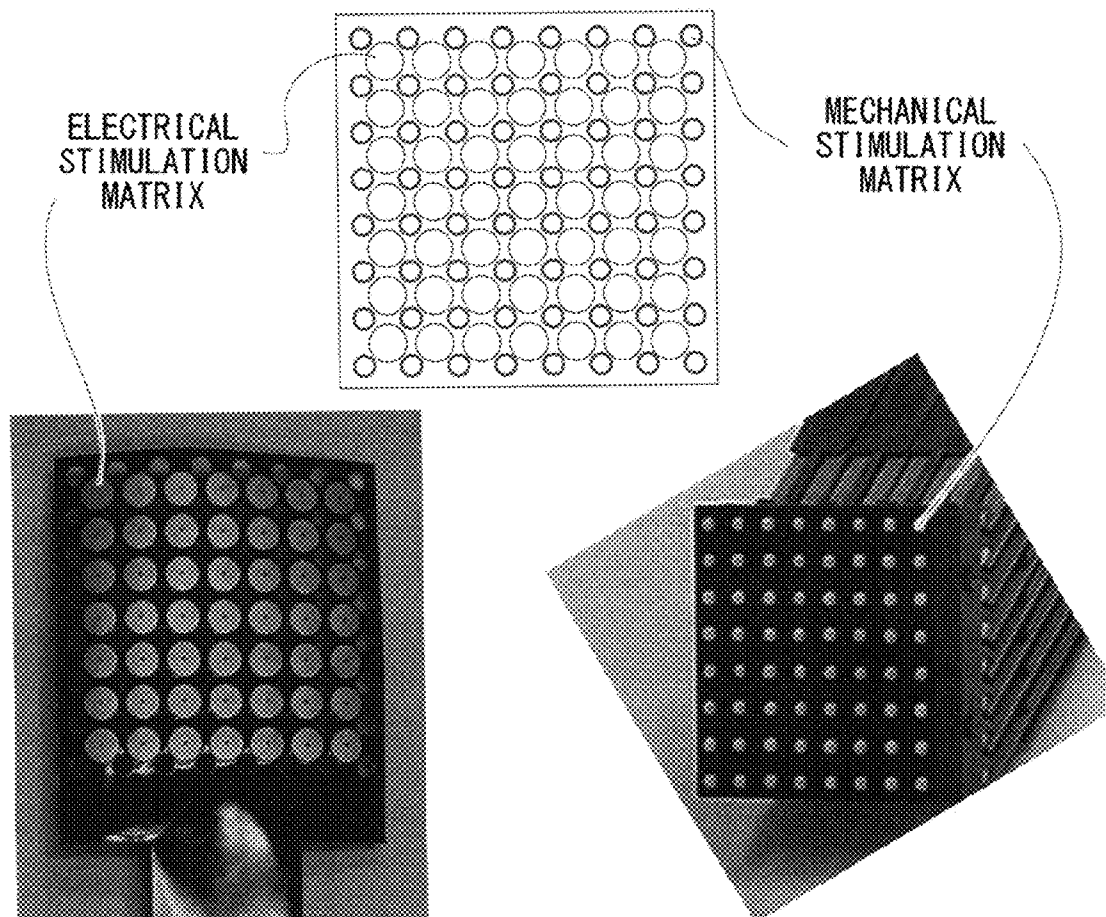 ELECTRICAL
STIMULATION
MATRIX
MECHANICAL
STIMULATION
MATRIX